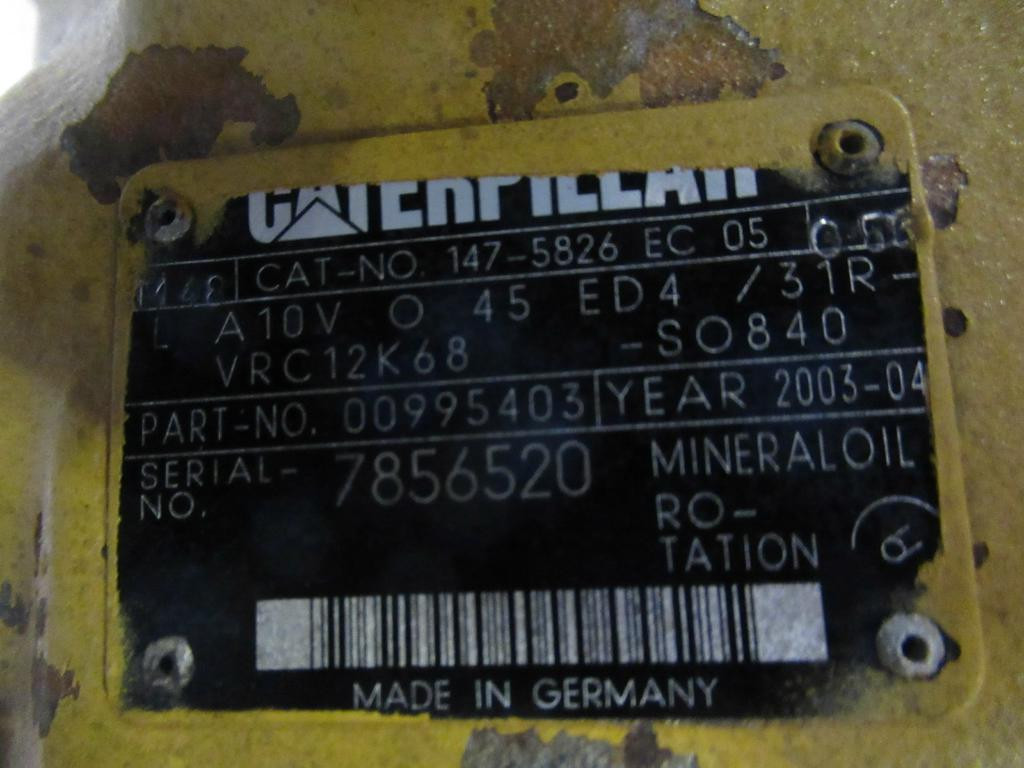 CATERPILLAR
CAT-NO. 147-5826 EC 05
L A10V O 45 ED4 /31R-
VRC12K68 -SO840
PART-NO. 00995403 YEAR 2003-04
SERIAL-NO. 7856520 MINERALOIL
RO-
TATION R
MADE IN GERMANY